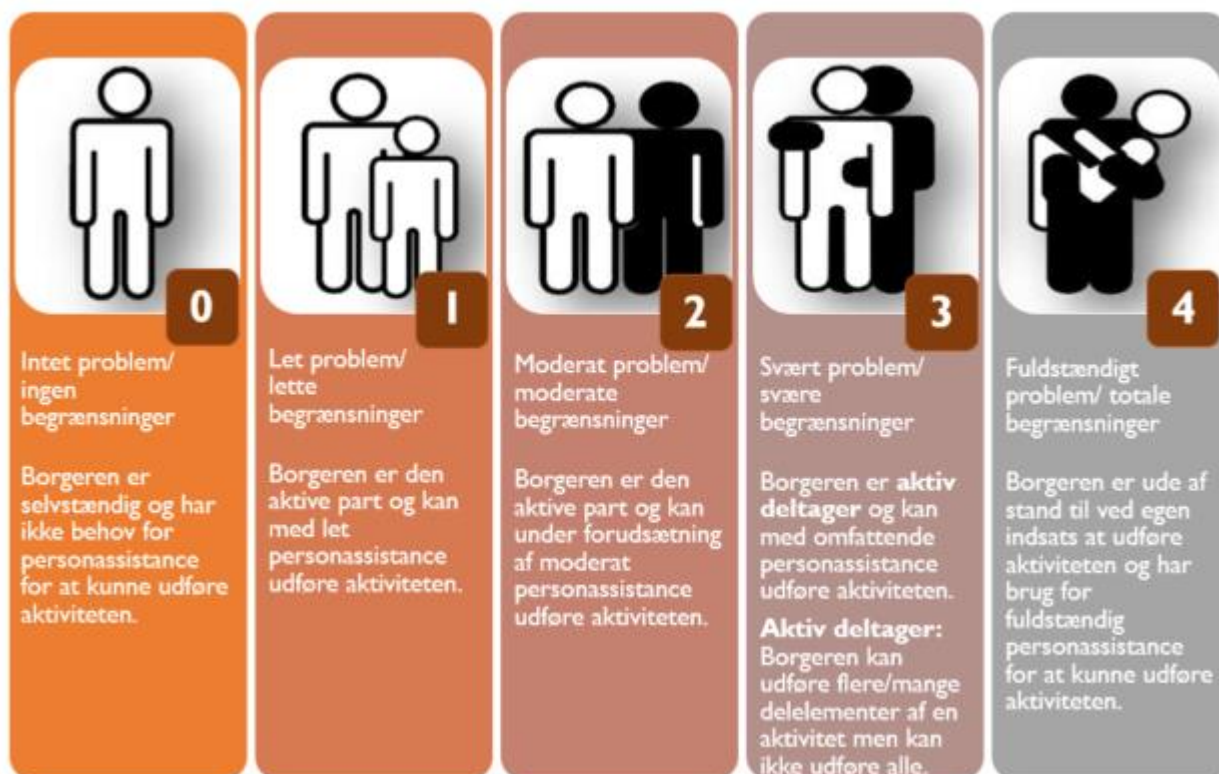 0
Intet problem/
ingen
begrænsninger
Borgeren er
selvstændig og har
ikke behov for
personassistance
for at kunne udføre
aktiviteten.
1
Let problem/
lette
begrænsninger
Borgeren er den
aktive part og kan
med let
personassistance
udføre aktiviteten.
2
Moderat problem/
moderate
begrænsninger
Borgeren er den
aktive part og kan
under forudsætning
af moderat
personassistance
udføre aktiviteten.
3
Svært problem/
svære
begrænsninger
Borgeren er aktiv
deltager og kan
med omfattende
personassistance
udføre aktiviteten.
Aktiv deltager:
Borgeren kan
udføre flere/mange
delelementer af en
aktivitet men kan
ikke udføre alle.
4
Fuldstændigt
problem/ totale
begrænsninger
Borgeren er ude af
stand til ved egen
indsats at udføre
aktiviteten og har
brug for
fuldstændig
personassistance
for at kunne udføre
aktiviteten.